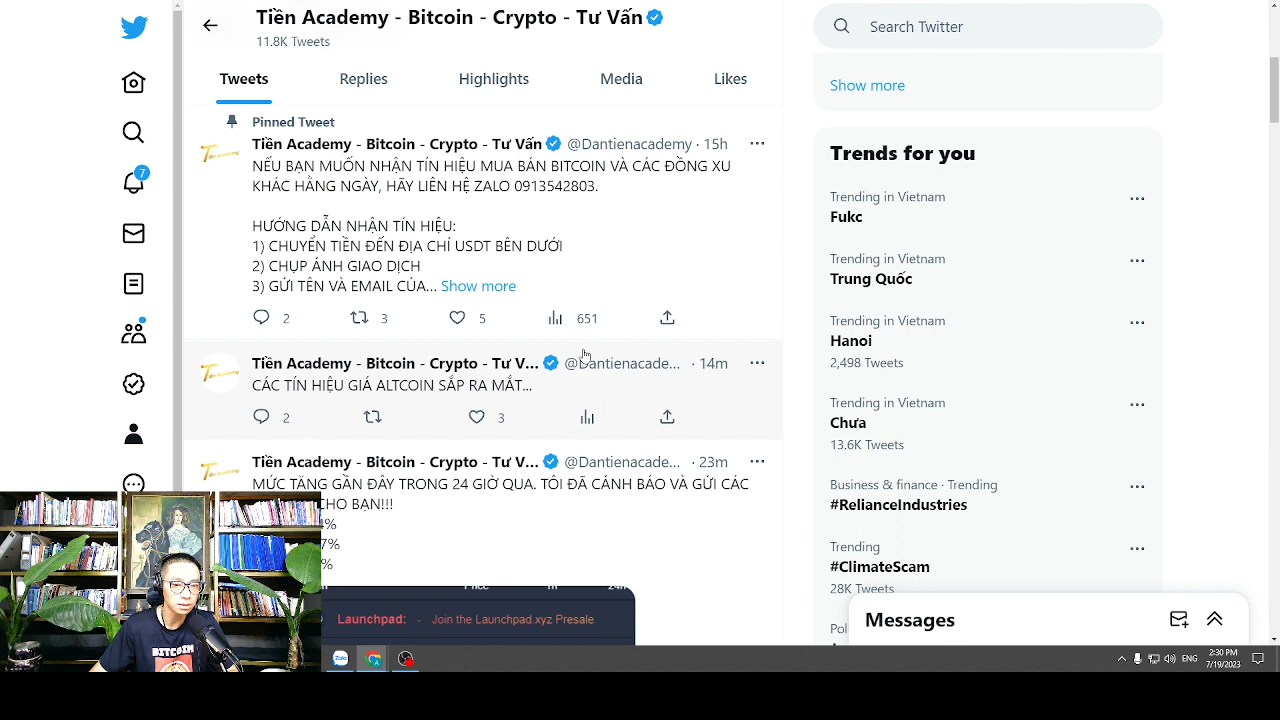 Tiền Academy - Bitcoin - Crypto - Tư Vấn
11.8K Tweets
Tweets
Replies
Highlights
Media
Likes
Pinned Tweet
Tiền Academy - Bitcoin - Crypto - Tư Vấn @Dantienacademy · 15h
NẾU BẠN MUỐN NHẬN TÍN HIỆU MUA BÁN BITCOIN VÀ CÁC ĐỒNG XU
KHÁC HẰNG NGÀY, HÃY LIÊN HỆ ZALO 0913542803.
HƯỚNG DẪN NHẬN TÍN HIỆU:
1) CHUYỂN TIỀN ĐẾN ĐỊA CHỈ USDT BÊN DƯỚI
2) CHỤP ẢNH GIAO DỊCH
3) GỬI TÊN VÀ EMAIL CỦA... Show more
2 3 5 651
Tiền Academy - Bitcoin - Crypto - Tư V... @Dantienacade... · 14m
CÁC TÍN HIỆU GIÁ ALTCOIN SẮP RA MẮT...
2 3
Tiền Academy - Bitcoin - Crypto - Tư V... @Dantienacade... · 23m
MỨC TĂNG GẦN ĐÂY TRONG 24 GIỜ QUA. TÔI ĐÃ CẢNH BÁO VÀ GỬI CÁC
CHO BẠN!!!
4%
7%
%
Launchpad: - Join the Launchpad.xyz Presale
7
Search Twitter
Show more
Trends for you
Trending in Vietnam
Fukc
Trending in Vietnam
Trung Quốc
Trending in Vietnam
Hanoi
2,498 Tweets
Trending in Vietnam
Chưa
13.6K Tweets
Business & finance · Trending
#RelianceIndustries
Trending
#ClimateScam
28K Tweets
Pol
Messages
BITCOIN
Zalo
ENG
2:30 PM
7/19/2023